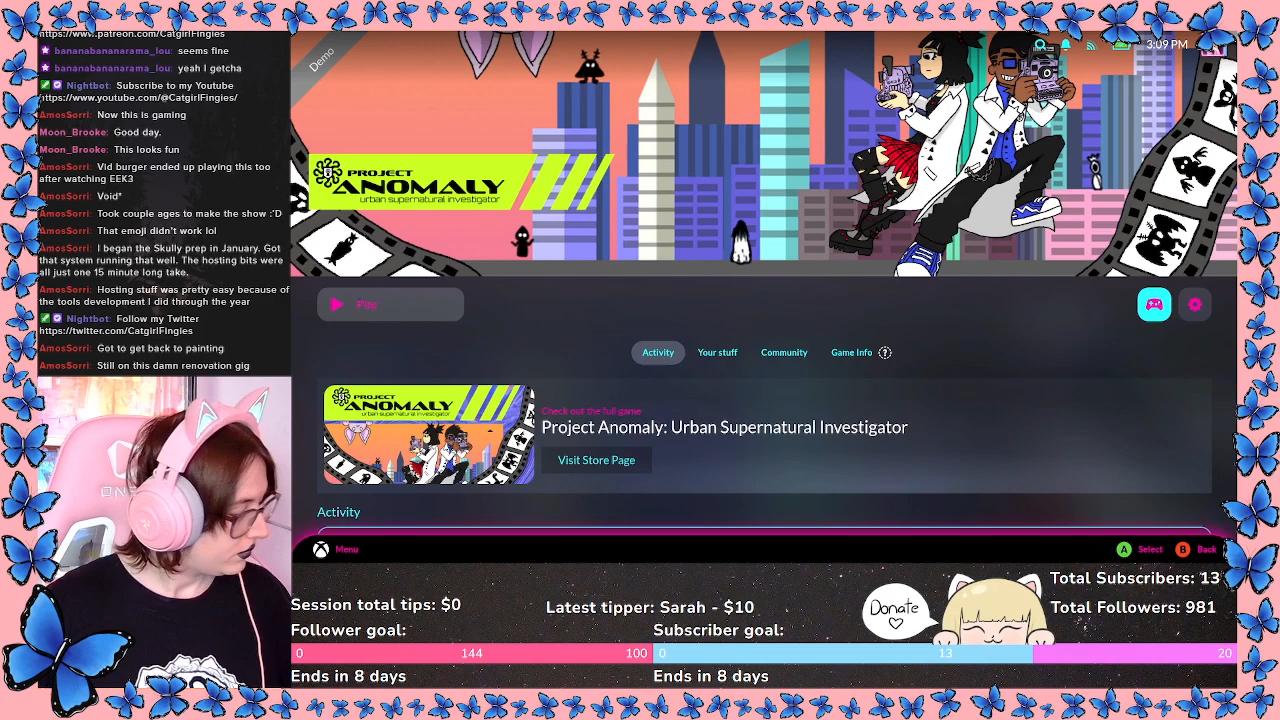 https://www.patreon.com/CatgirlFingies
bananabananarama_lou: seems fine
bananabananarama_lou: yeah I getcha
Nightbot: Subscribe to my Youtube
https://www.youtube.com/@CatgirlFingies/
AmosSorri: Now this is gaming
Moon_Brooke: Good day.
Moon_Brooke: This looks fun
AmosSorri: Vid burger ended up playing this too
after watching EEK3
AmosSorri: Void*
AmosSorri: Took couple ages to make the show :'D
AmosSorri: That emoji didn't work lol
AmosSorri: I began the Skully prep in January. Got
that system running that well. The hosting bits were
all just one 15 minute long take.
AmosSorri: Hosting stuff was pretty easy because of
the tools development I did through the year
Nightbot: Follow my Twitter
https://twitter.com/CatgirlFingies
AmosSorri: Got to get back to painting
AmosSorri: Still on this damn renovation gig
Demo
3:09 PM
PROJECT
ANOMALY
urban supernatural investigator
Play
Activity
Your stuff
Community
Game Info
?
PROJECT
ANOMALY
urban supernatural investigator
Check out the full game
Project Anomaly: Urban Supernatural Investigator
Visit Store Page
Activity
Menu
A Select
B Back
Session total tips: $0
Latest tipper: Sarah - $10
Donate
Total Subscribers: 13
Total Followers: 981
Follower goal:
Subscriber goal:
0 144 100
0 13 20
Ends in 8 days
Ends in 8 days